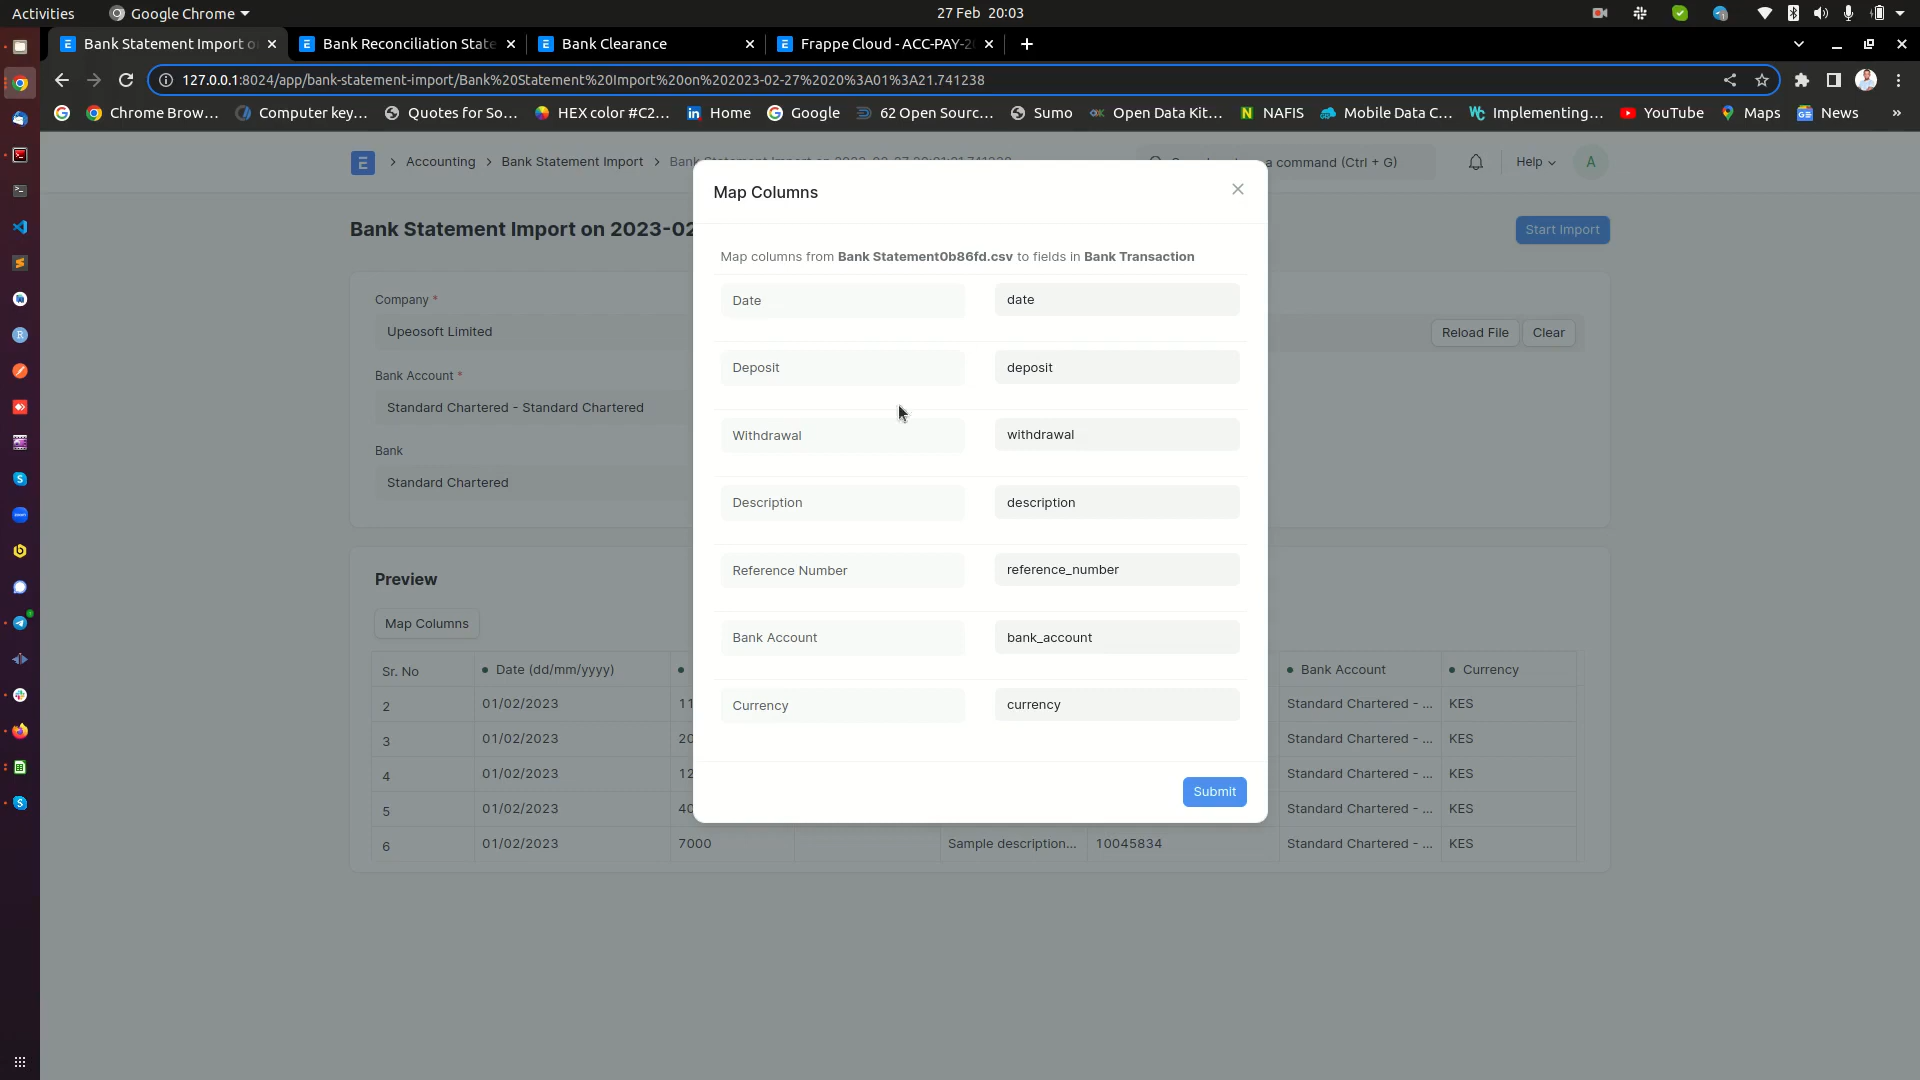 Activities
Google Chrome
27 Feb 20:03
Bank Statement Import o
Bank Reconciliation State
Bank Clearance
Frappe Cloud - ACC-PAY-2
127.0.0.1:8024/app/bank-statement-import/Bank%20Statement%20Import%20on%202023-02-27%2020%3A01%3A21.741238
Chrome Brow...
Computer key...
Quotes for So...
HEX color #C2...
Home
Google
62 Open Sourc...
Sumo
Open Data Kit...
NAFIS
Mobile Data C...
Implementing...
YouTube
Maps
News
Accounting
Bank Statement Import
a command (Ctrl + G)
Help
A
Bank Statement Import on 2023-02
Start Import
Company *
Upeosoft Limited
Reload File
Clear
Bank Account *
Standard Chartered - Standard Chartered
Bank
Standard Chartered
Map Columns
Map columns from Bank Statement0b86fd.csv to fields in Bank Transaction
Date
date
Deposit
deposit
Withdrawal
withdrawal
Description
description
Reference Number
reference_number
Bank Account
bank_account
Currency
currency
Submit
Preview
Map Columns
Sr. No
Date (dd/mm/yyyy)
Bank Account
Currency
2
01/02/2023
11
Standard Chartered - ...
KES
3
01/02/2023
20
Standard Chartered - ...
KES
4
01/02/2023
12
Standard Chartered - ...
KES
5
01/02/2023
40
Standard Chartered - ...
KES
6
01/02/2023
7000
Sample description...
10045834
Standard Chartered - ...
KES